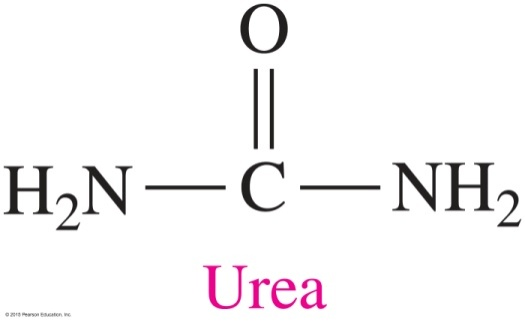 O
H₂N C NH₂
Urea
© 2010 Pearson Education, Inc.